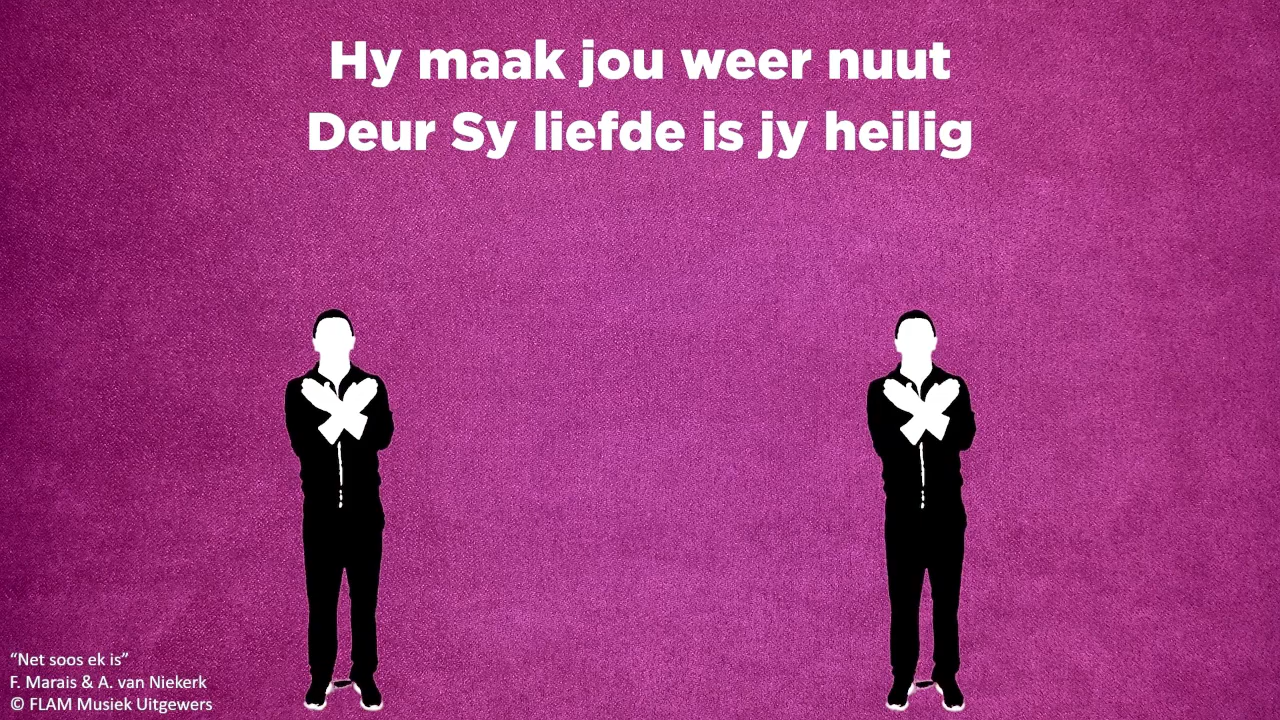 Hy maak jou weer nuut
Deur Sy liefde is jy heilig
“Net soos ek is”
F. Marais & A. van Niekerk
© FLAM Musiek Uitgewers